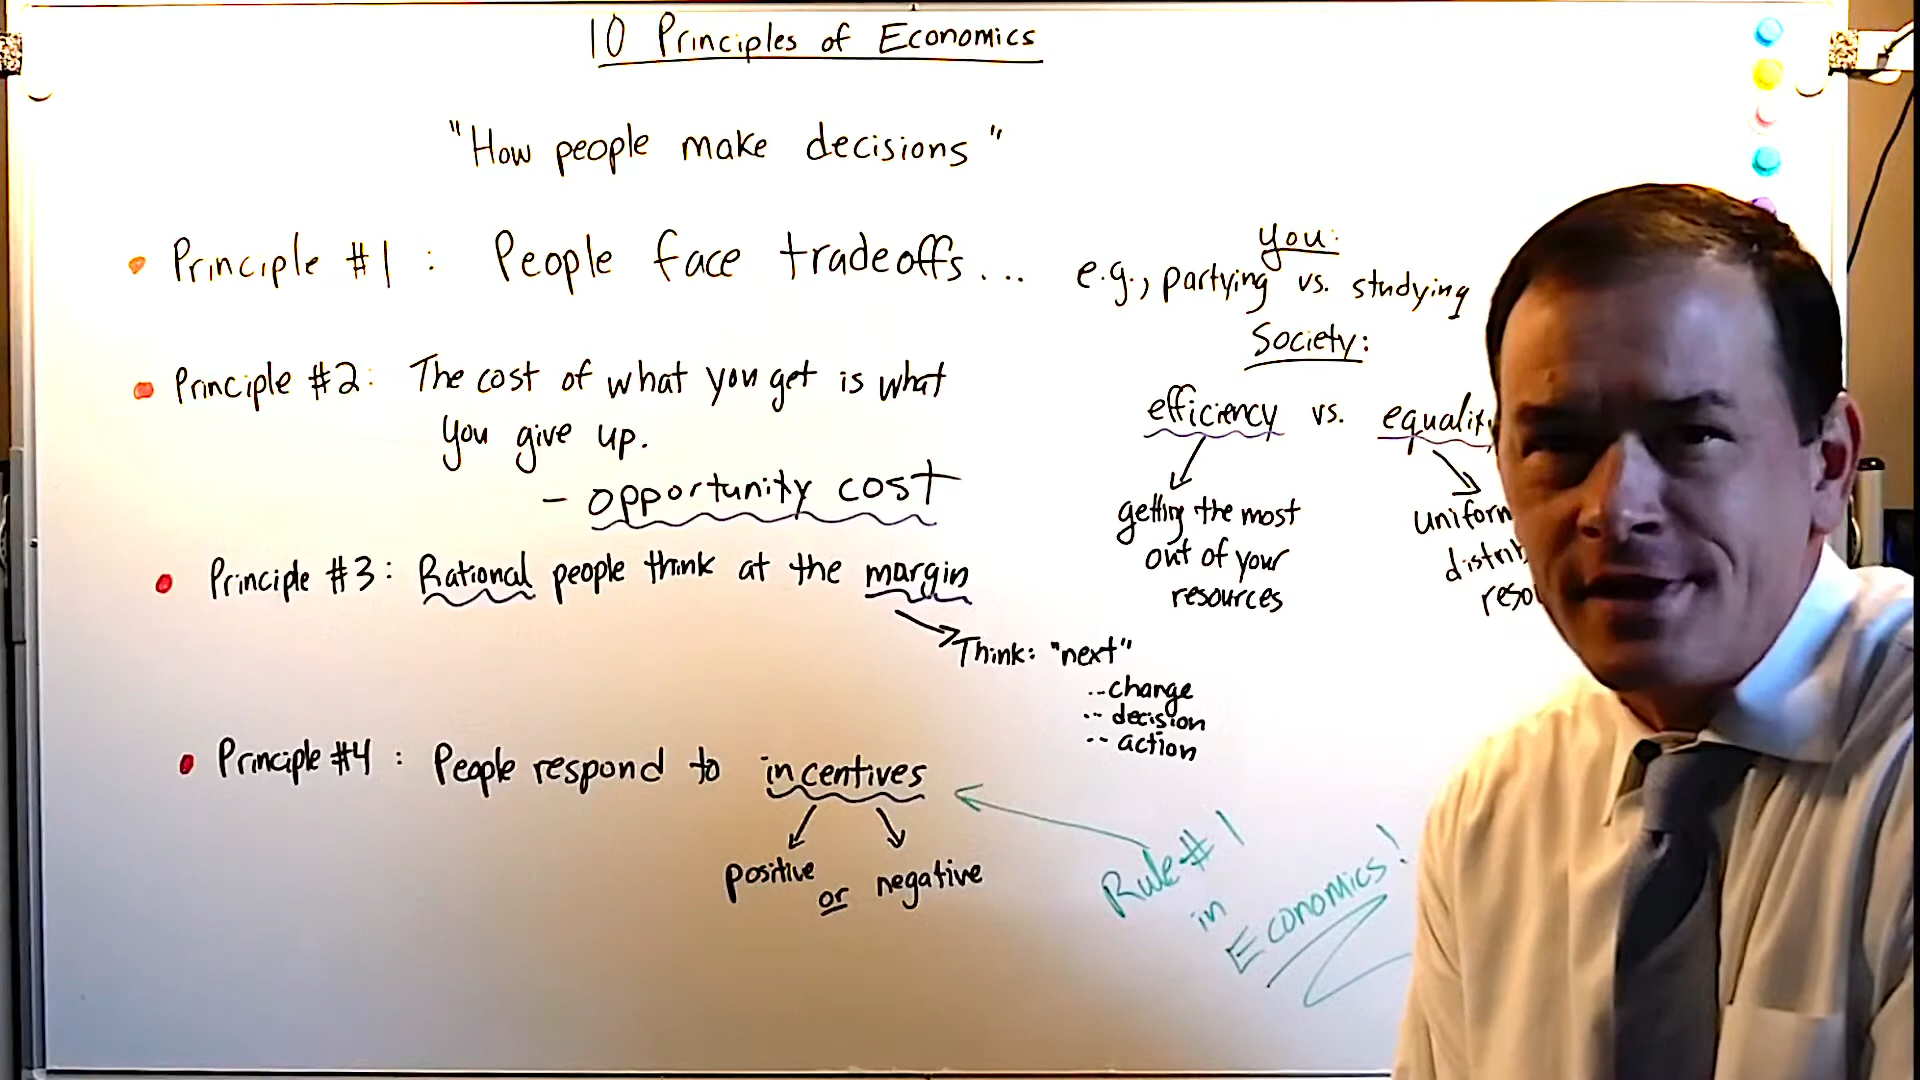 10 Principles of Economics
"How people make decisions"
• Principle #1 : People face tradeoffs...
you:
e.g., partying vs. studying
Society:
efficiency vs. equality
getting the most
out of your
resources
• Principle #2: The cost of what you get is what
you give up.
- opportunity cost
• Principle #3: Rational people think at the margin
Think: "next"
..change
.. decision
.. action
• Principle #4 : People respond to incentives
positive or negative
Rule #1
in
Economics!